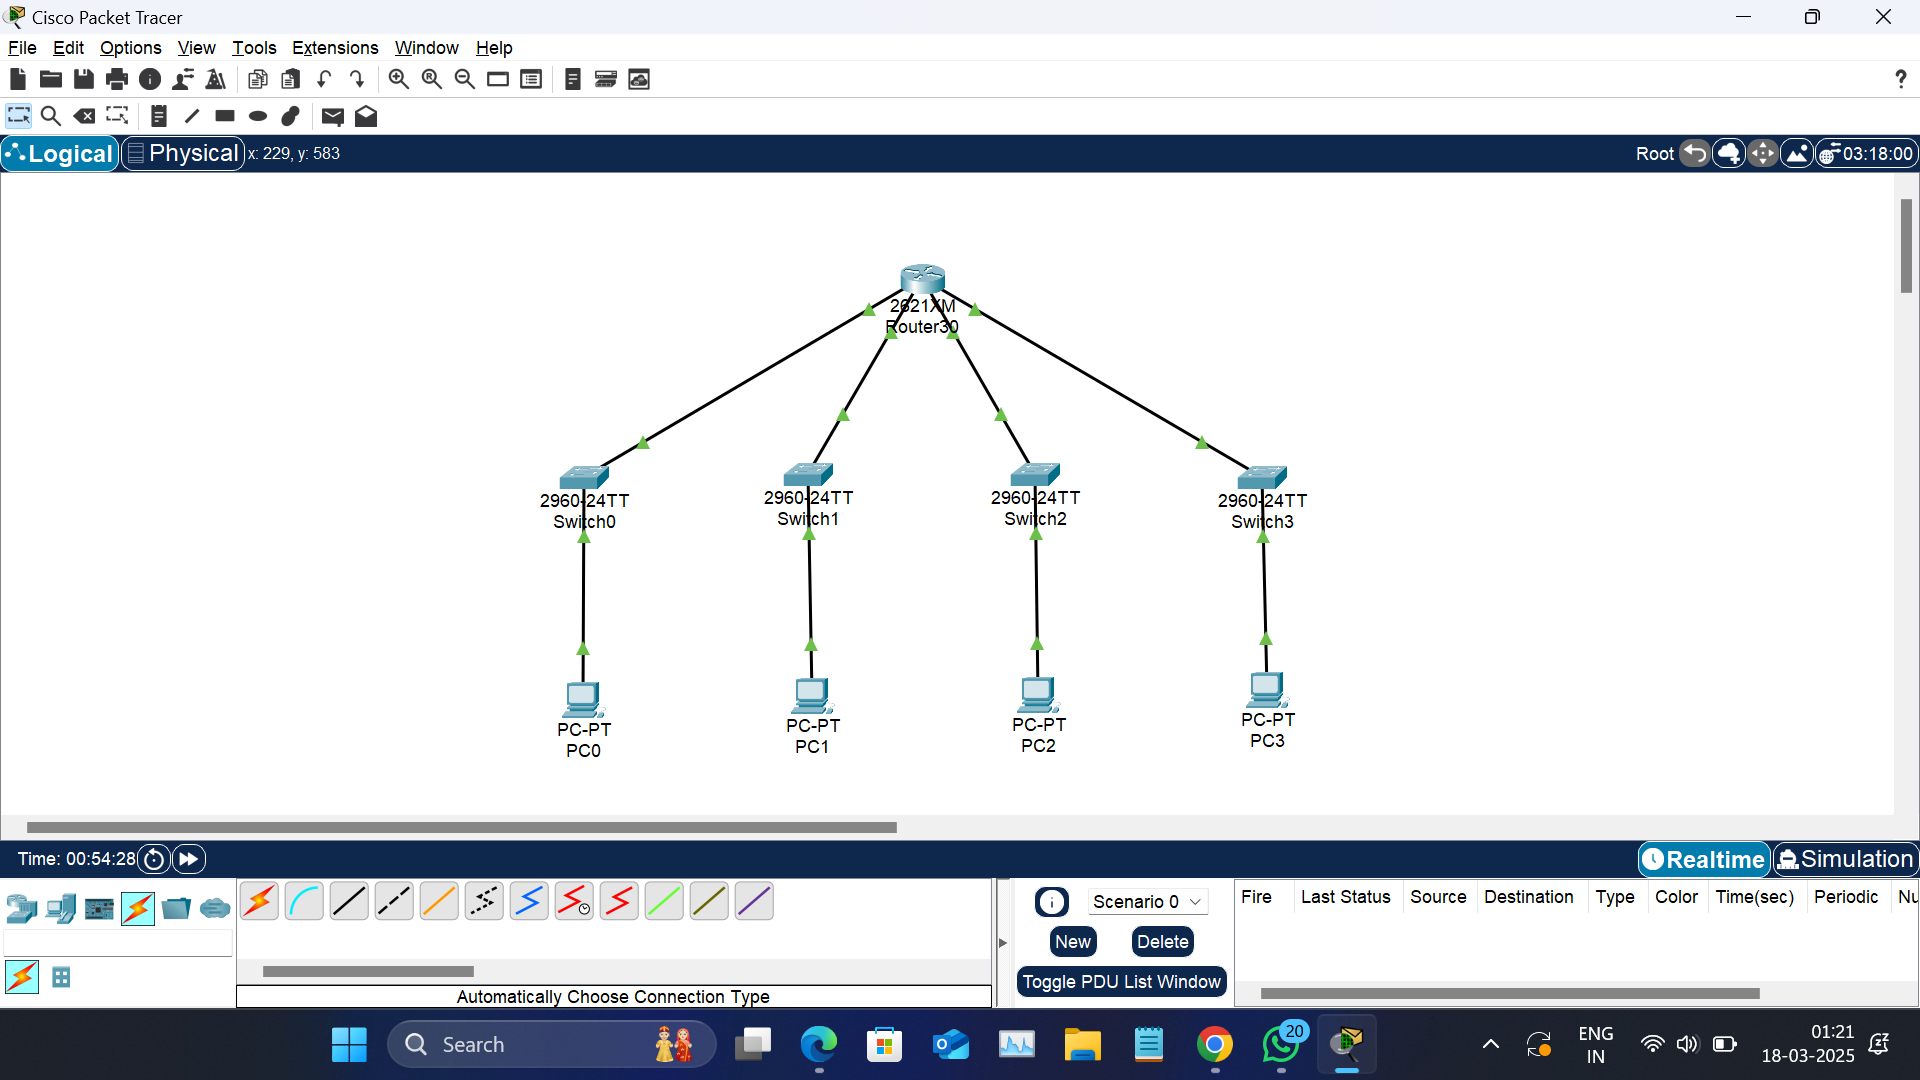 Cisco Packet Tracer
File Edit Options View Tools Extensions Window Help
?
Logical Physical x: 229, y: 583 Root 03:18:00
2621XM
Router30
2960-24TT
Switch0
2960-24TT
Switch1
2960-24TT
Switch2
2960-24TT
Switch3
PC-PT
PC0
PC-PT
PC1
PC-PT
PC2
PC-PT
PC3
Time: 00:54:28 Realtime Simulation
Scenario 0
New Delete
Toggle PDU List Window
Fire Last Status Source Destination Type Color Time(sec) Periodic Nu
Automatically Choose Connection Type
Search
20
ENG
IN
01:21
18-03-2025